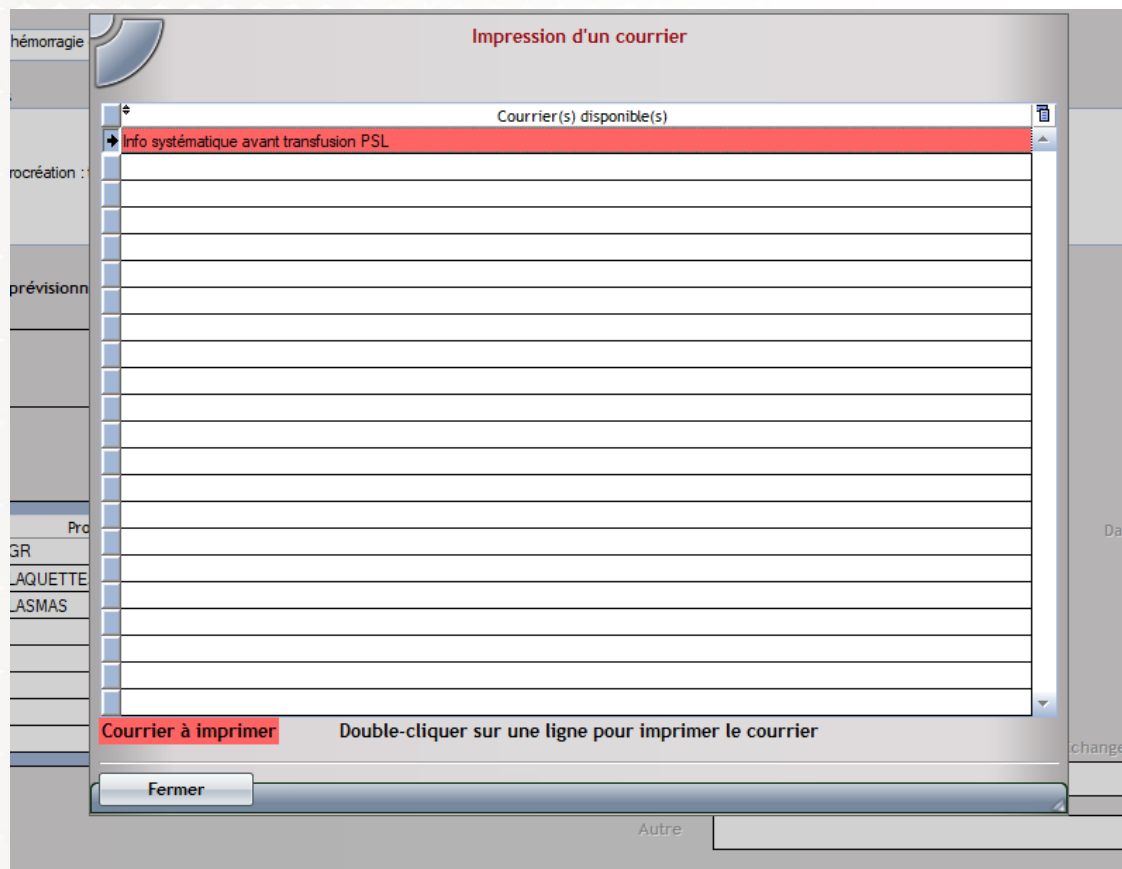 Impression d'un courrier
hémorragie
Courrier(s) disponible(s)
Info systématique avant transfusion PSL
rocréation :
prévisionn
Pro
Da
GR
LAQUETTE
LASMAS
Courrier à imprimer
Double-cliquer sur une ligne pour imprimer le courrier
change
Fermer
Autre